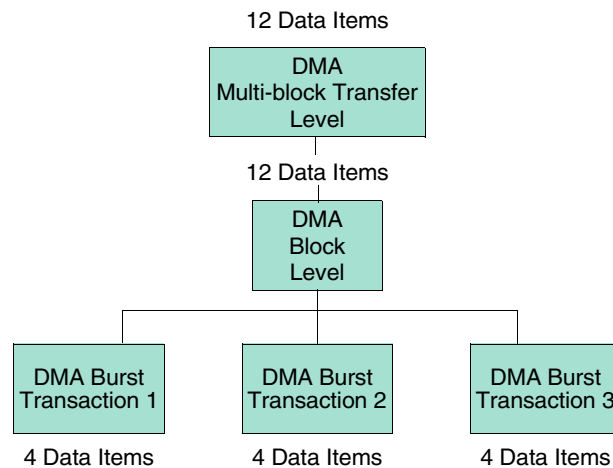 12 Data Items
DMA
Multi-block Transfer
Level
12 Data Items
DMA
Block
Level
DMA Burst
Transaction 1
DMA Burst
Transaction 2
DMA Burst
Transaction 3
4 Data Items
4 Data Items
4 Data Items